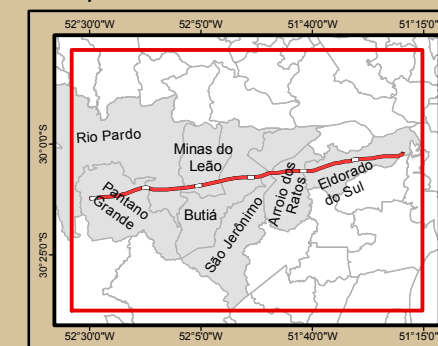 52°30'0"W 52°5'0"W 51°40'0"W 51°15'0"W
30°0'0"S
30°25'0"S
Rio Pardo
Minas do
Leão
Pantano
Grande
Butiá
São Jerônimo
Arroio dos
Ratos
Eldorado
do Sul
52°30'0"W 52°5'0"W 51°40'0"W 51°15'0"W